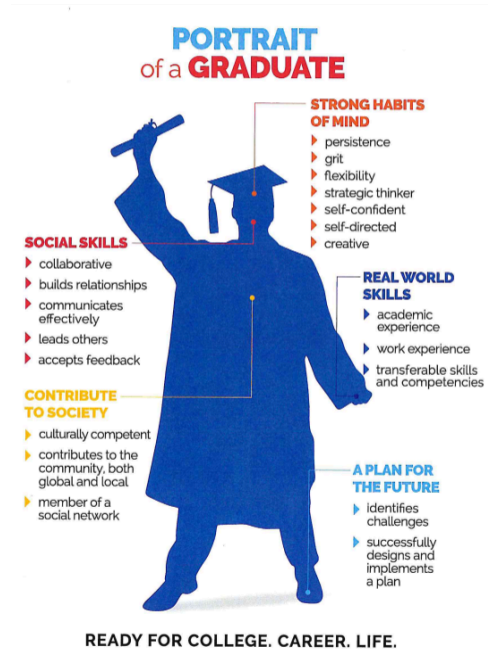 PORTRAIT
of a GRADUATE
STRONG HABITS
OF MIND
persistence
grit
flexibility
strategic thinker
self-confident
self-directed
creative
SOCIAL SKILLS
collaborative
builds relationships
communicates
effectively
leads others
accepts feedback
REAL WORLD
SKILLS
academic
experience
work experience
transferable skills
and competencies
CONTRIBUTE
TO SOCIETY
culturally competent
contributes to the
community, both
global and local
member of a
social network
A PLAN FOR
THE FUTURE
identifies
challenges
successfully
designs and
implements
a plan
READY FOR COLLEGE. CAREER. LIFE.